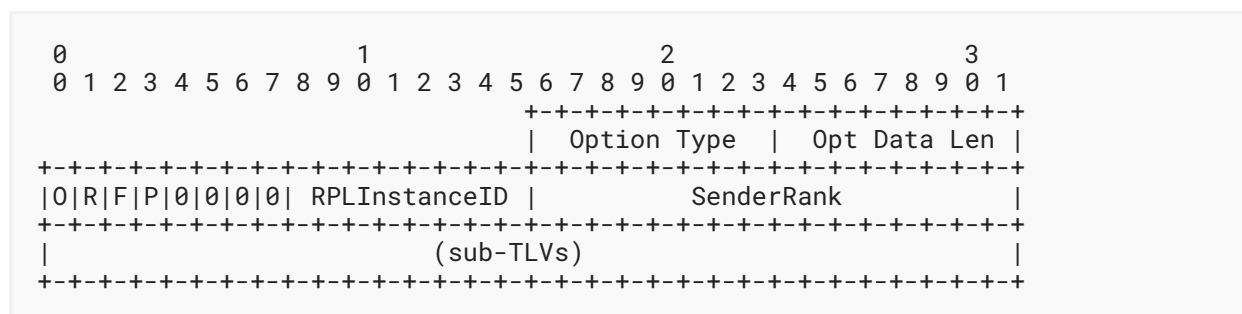 0                   1                   2                   3
 0 1 2 3 4 5 6 7 8 9 0 1 2 3 4 5 6 7 8 9 0 1 2 3 4 5 6 7 8 9 0 1
                                +-+-+-+-+-+-+-+-+-+-+-+-+-+-+-+-+
                                |  Option Type  |  Opt Data Len |
+-+-+-+-+-+-+-+-+-+-+-+-+-+-+-+-+-+-+-+-+-+-+-+-+-+-+-+-+-+-+-+-+
|O|R|F|P|0|0|0|0| RPLInstanceID |          SenderRank           |
+-+-+-+-+-+-+-+-+-+-+-+-+-+-+-+-+-+-+-+-+-+-+-+-+-+-+-+-+-+-+-+-+
|                         (sub-TLVs)                            |
+-+-+-+-+-+-+-+-+-+-+-+-+-+-+-+-+-+-+-+-+-+-+-+-+-+-+-+-+-+-+-+-+